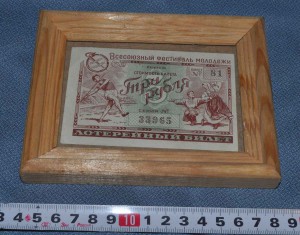 Всесоюзный Фестиваль Молодежи
51
Три
рубля
33965
ЛОТЕРЕЙНЫЙ БИЛЕТ
3 4 5 6 7 8 9 10 1 2 3 4 5 6 7 8 9